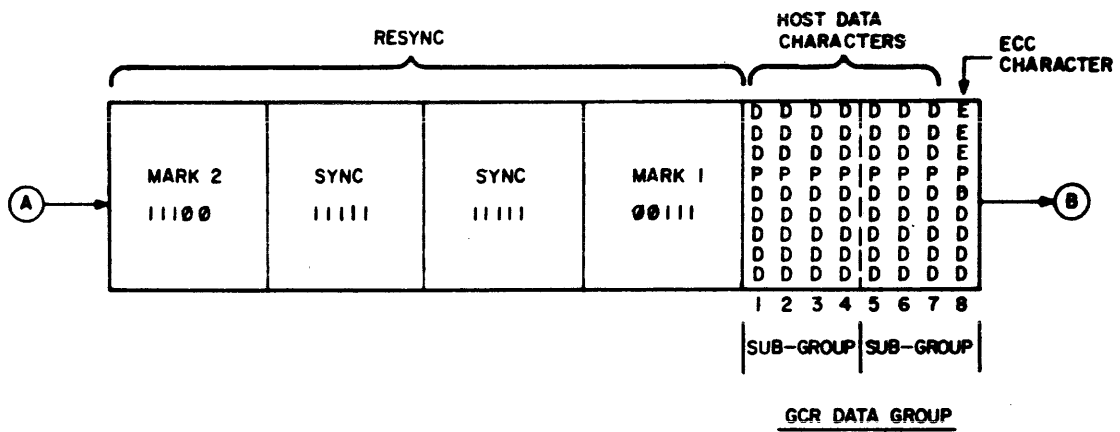 RESYNC
HOST DATA
CHARACTERS
ECC
CHARACTER
D D D D D D D E
D D D D D D D E
D D D D D D D E
MARK 2 SYNC SYNC MARK 1 P P P P P P P P
D D D D D D D B
A 11100 11111 11111 00111 D D D D D D D D B
D D D D D D D D
D D D D D D D D
D D D D D D D D
1 2 3 4 5 6 7 8
SUB-GROUP SUB-GROUP
GCR DATA GROUP